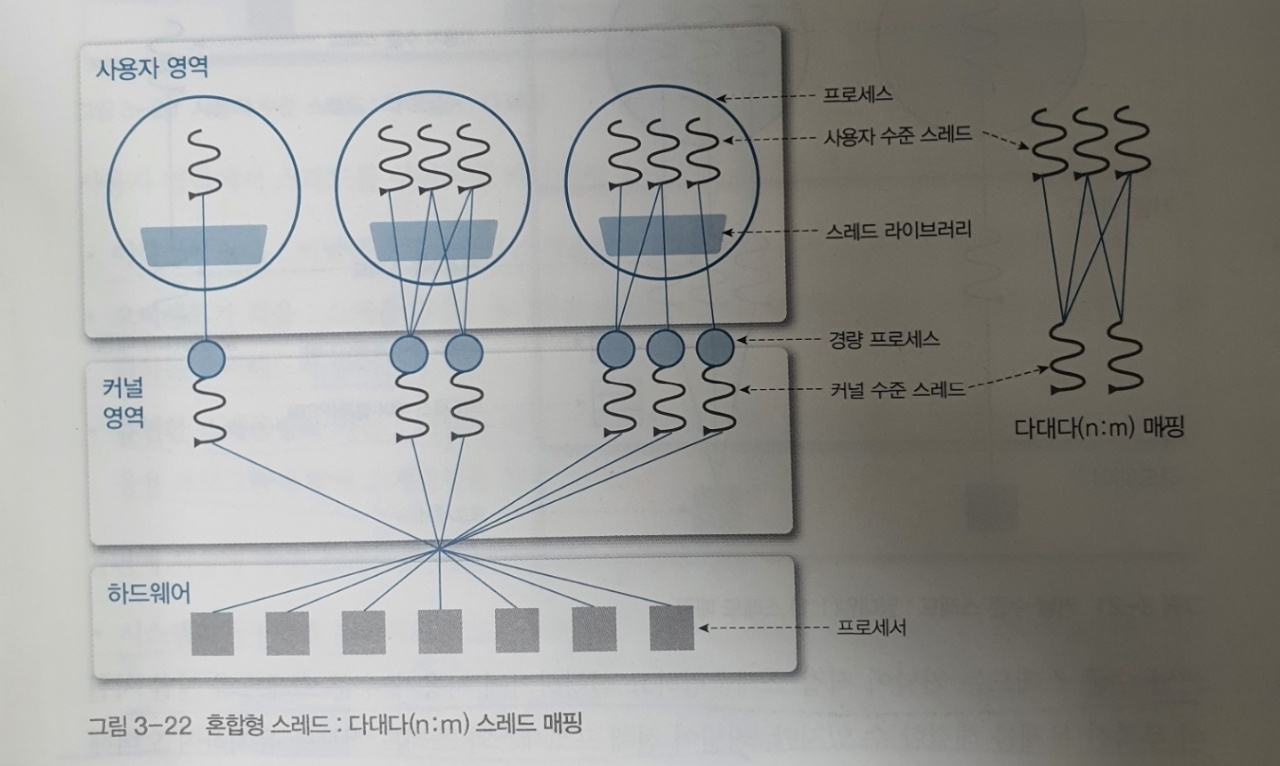 사용자 영역
프로세스
사용자 수준 스레드
스레드 라이브러리
경량 프로세스
커널
영역
커널 수준 스레드
다대다(n:m) 매핑
하드웨어
프로세서
그림 3-22 혼합형 스레드 : 다대다(n:m) 스레드 매핑